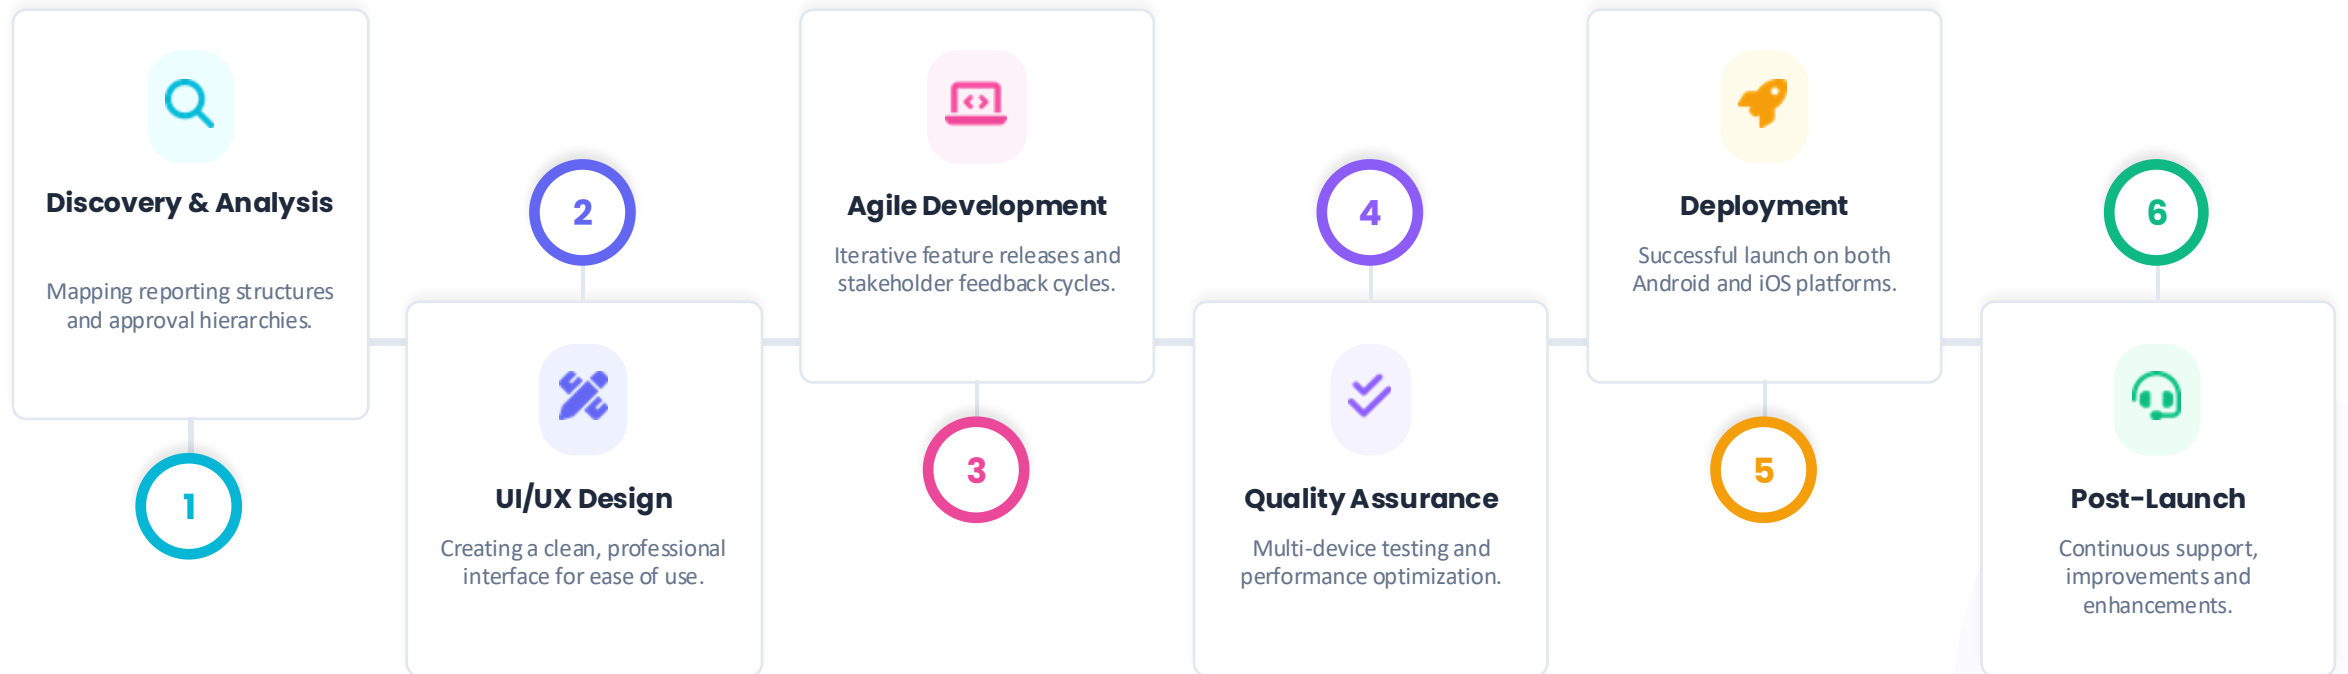 Discovery & Analysis
Mapping reporting structures
and approval hierarchies.
1
2
UI/UX Design
Creating a clean, professional
interface for ease of use.
Agile Development
Iterative feature releases and
stakeholder feedback cycles.
3
4
Quality Assurance
Multi-device testing and
performance optimization.
Deployment
Successful launch on both
Android and iOS platforms.
5
6
Post-Launch
Continuous support,
improvements and
enhancements.